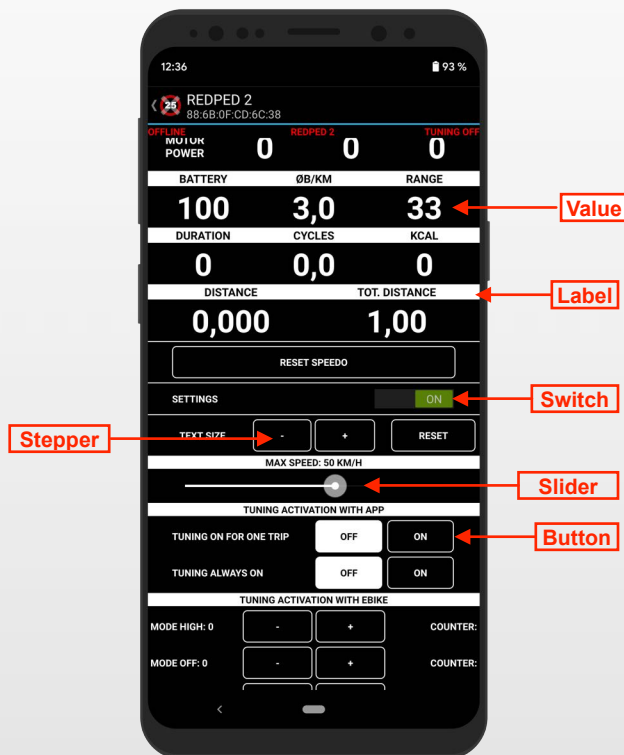 12:36 93 %
25 REDPED 2
88:6B:0F:CD:6C:38
OFFLINE REDPED 2 TUNING OFF
MOTOR
POWER 0 0 0
BATTERY ØB/KM RANGE
100 3,0 33 Value
DURATION CYCLES KCAL
0 0,0 0
DISTANCE TOT. DISTANCE Label
0,000 1,00
RESET SPEEDO
SETTINGS ON Switch
Stepper TEXT SIZE - + RESET
MAX SPEED: 50 KM/H
Slider
TUNING ACTIVATION WITH APP
TUNING ON FOR ONE TRIP OFF ON Button
TUNING ALWAYS ON OFF ON
TUNING ACTIVATION WITH EBIKE
MODE HIGH: 0 - + COUNTER:
MODE OFF: 0 - + COUNTER: